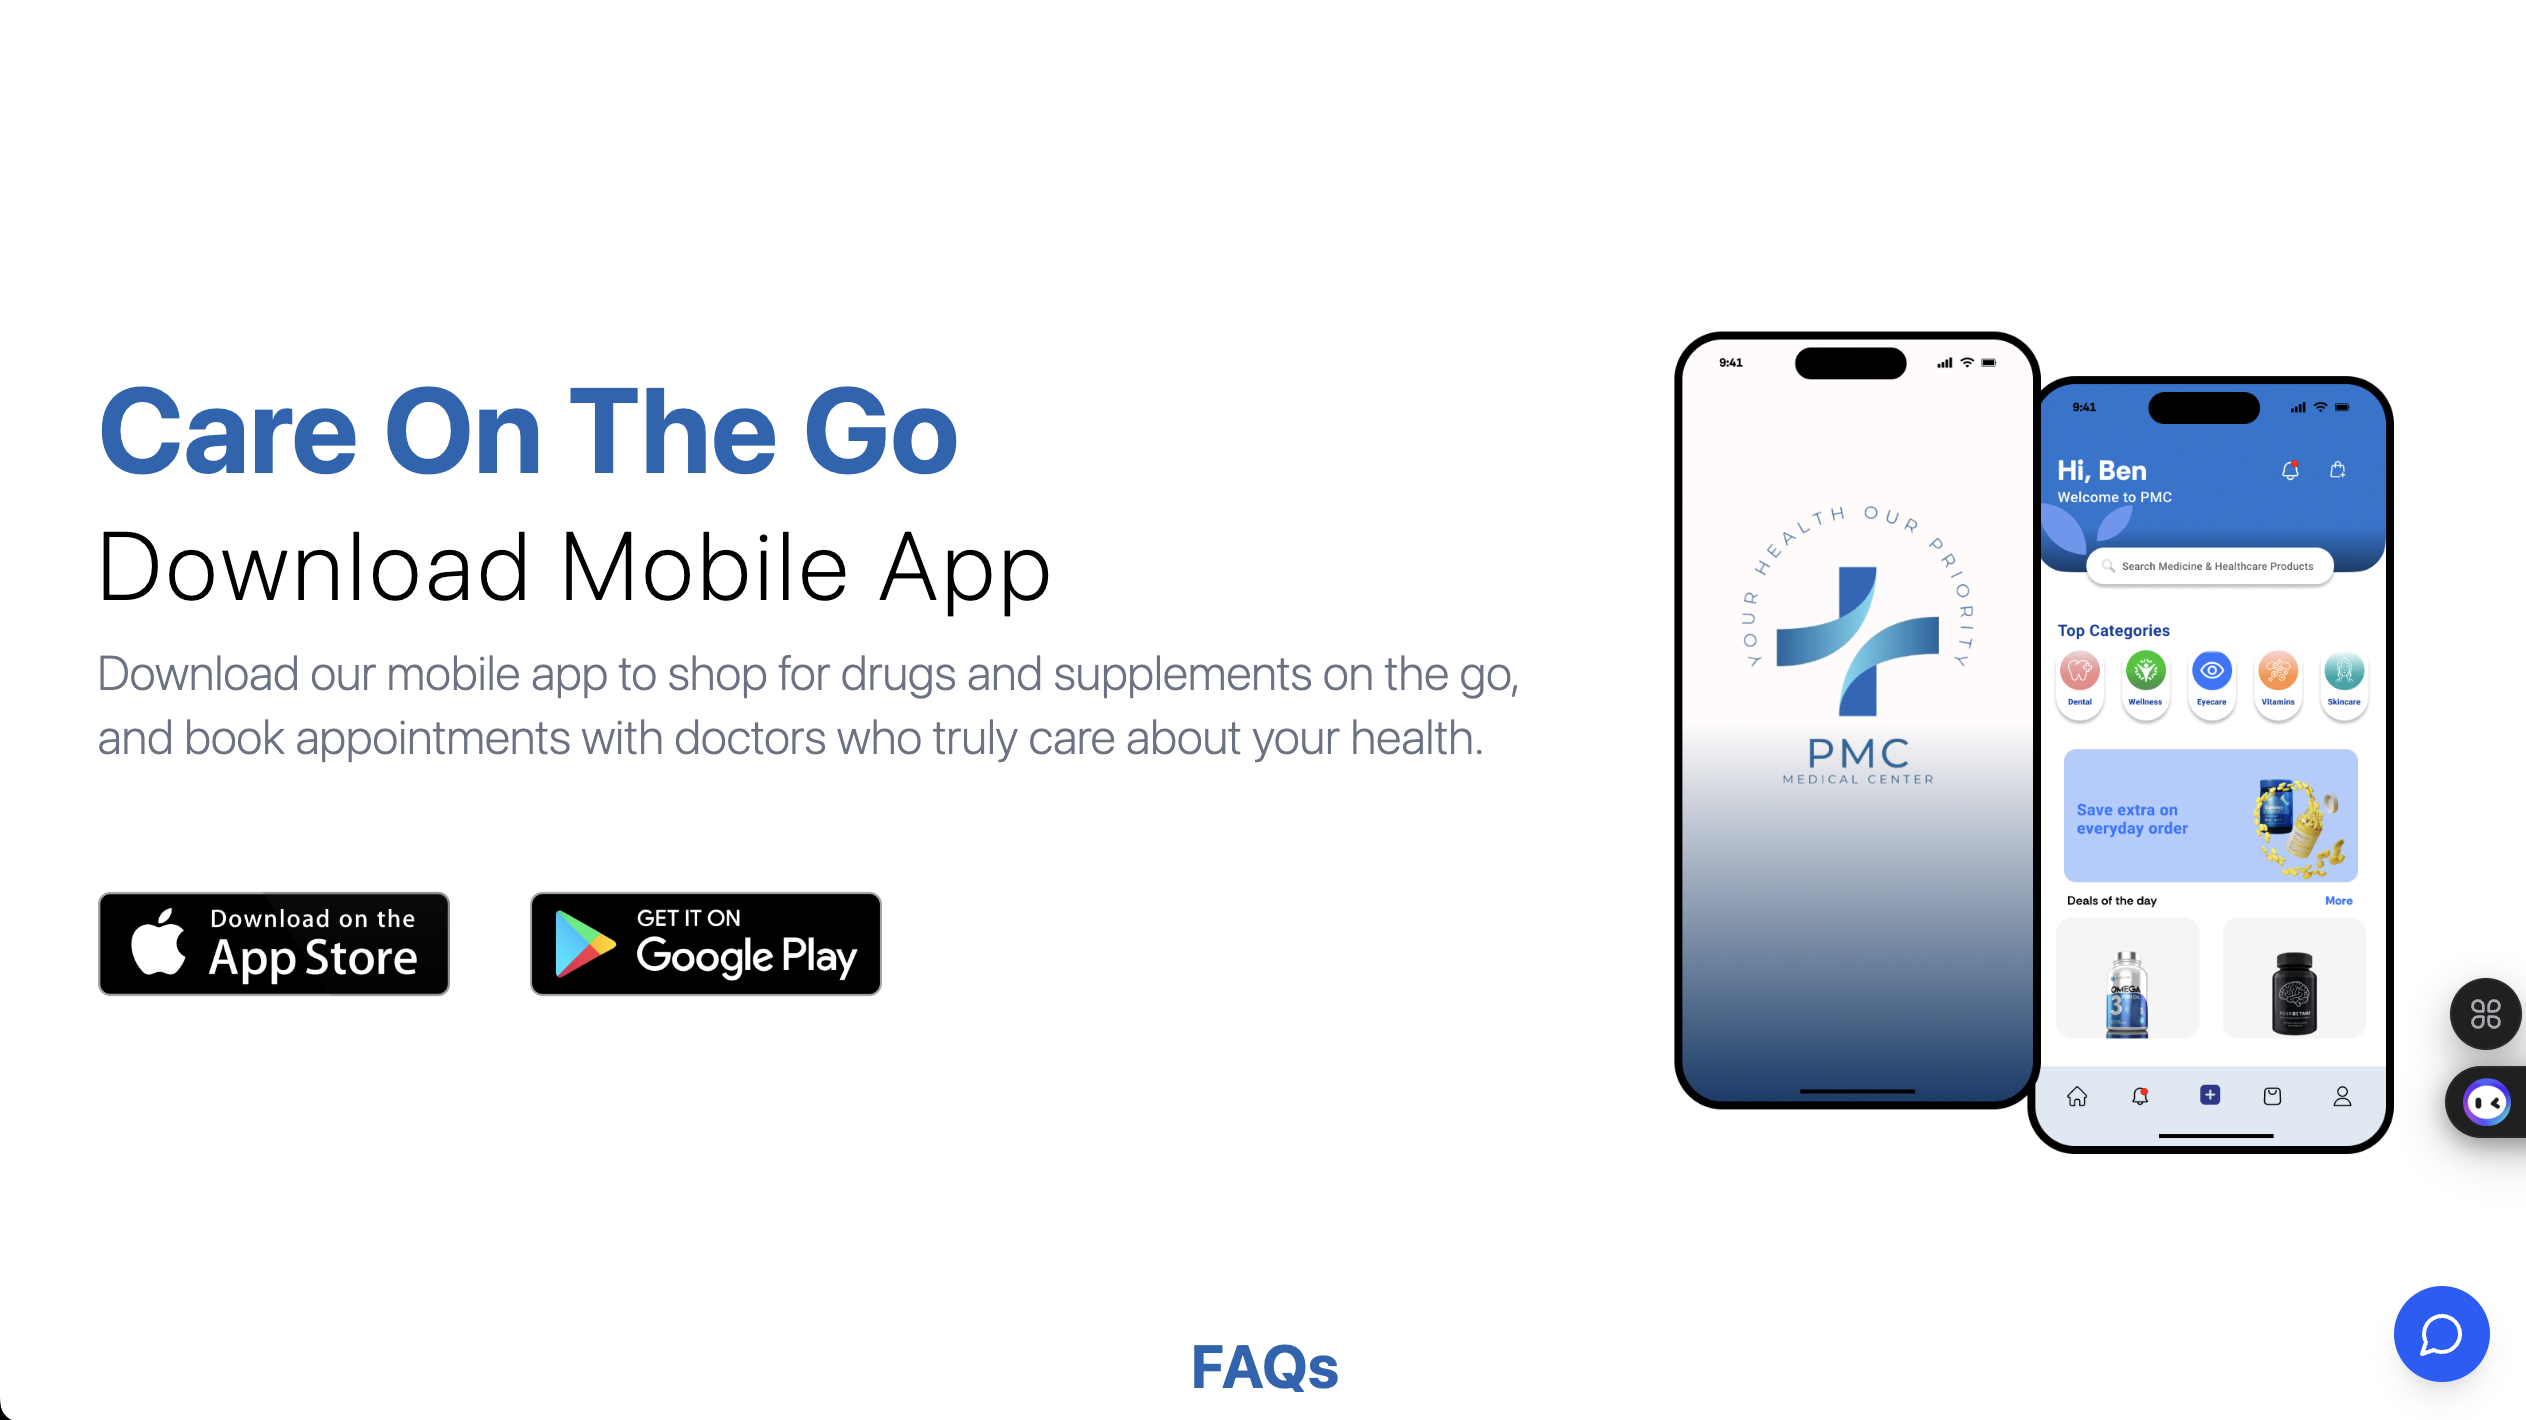 Care On The Go
Download Mobile App
Download our mobile app to shop for drugs and supplements on the go,
and book appointments with doctors who truly care about your health.
Download on the
App Store
GET IT ON
Google Play
9:41
YOUR HEALTH OUR PRIORITY
PMC
MEDICAL CENTER
9:41
Hi, Ben
Welcome to PMC
Search Medicine & Healthcare Products
Top Categories
Dental Wellness Eyecare Vitamins Skincare
Save extra on
everyday order
Deals of the day More
OMEGA
3
FAQs